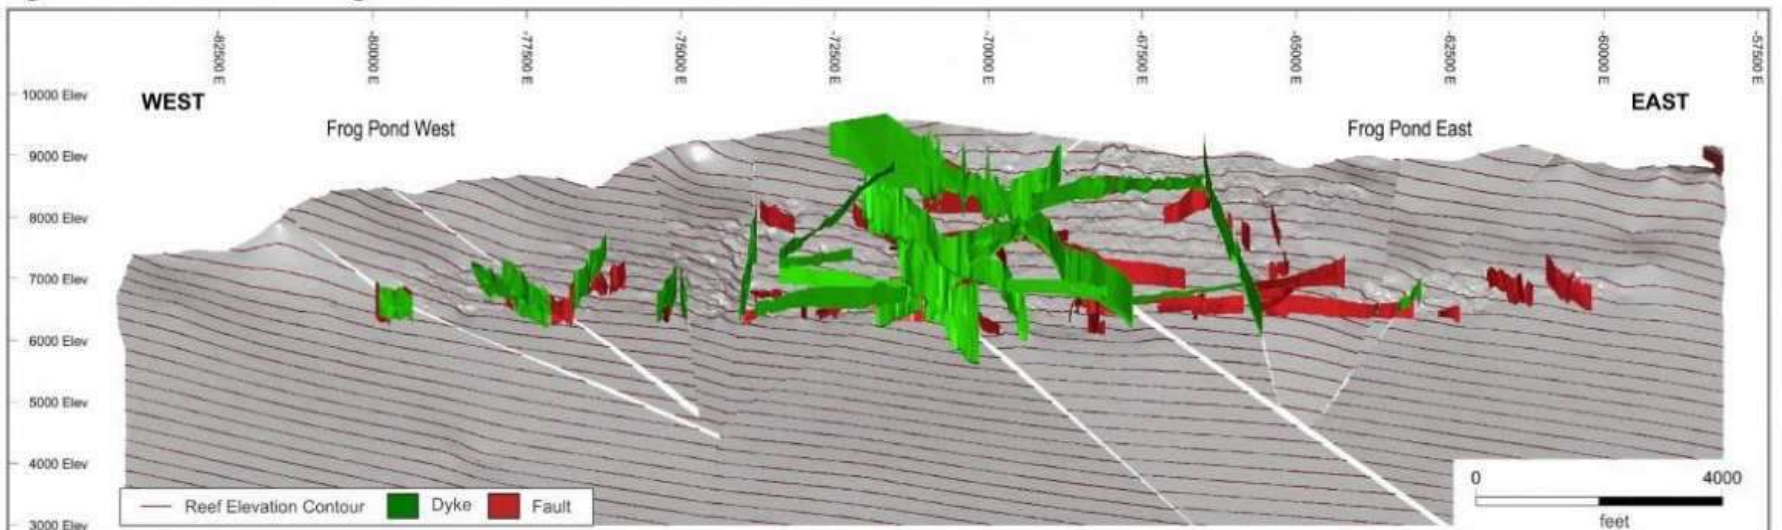 -82500 E
-80000 E
-77500 E
-75000 E
-72500 E
-70000 E
-67500 E
-65000 E
-62500 E
-60000 E
-57500 E
10000 Elev
WEST
EAST
Frog Pond West
Frog Pond East
9000 Elev
8000 Elev
7000 Elev
6000 Elev
5000 Elev
4000 Elev
3000 Elev
Reef Elevation Contour
Dyke
Fault
0
4000
feet